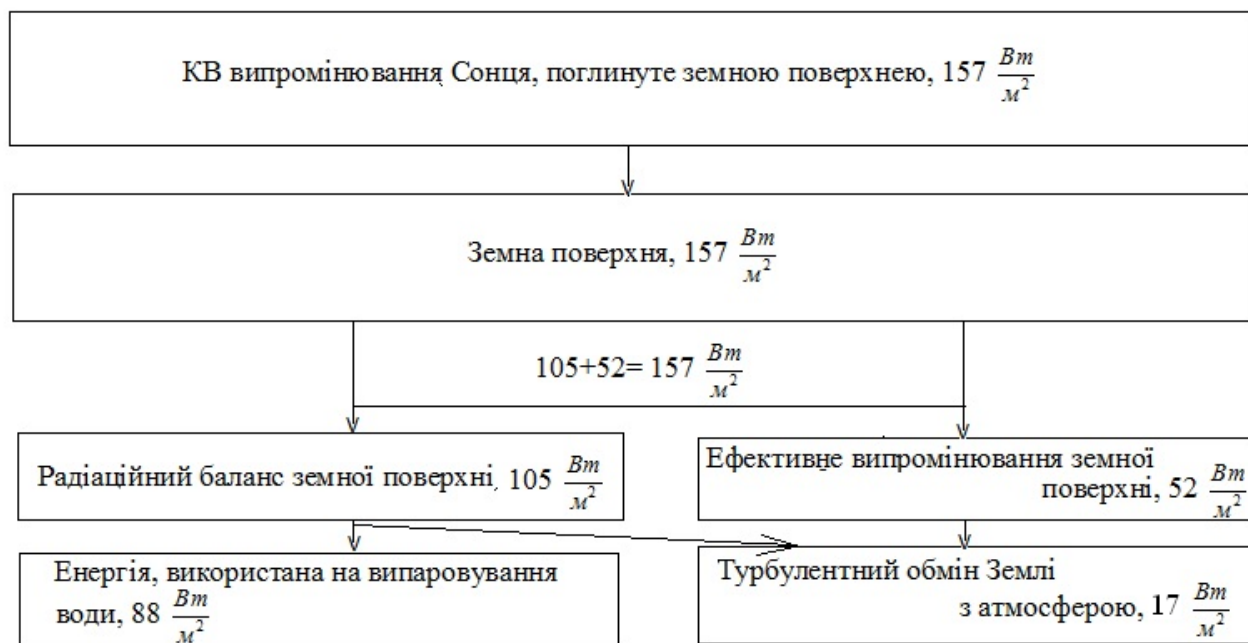 КВ випромінювання Сонця, поглинуте земною поверхнею, 157 Вт/м²
Земна поверхня, 157 Вт/м²
105+52= 157 Вт/м²
Радіаційний баланс земної поверхні, 105 Вт/м²
Ефективне випромінювання земної
поверхні, 52 Вт/м²
Енергія, використана на випаровування
води, 88 Вт/м²
Турбулентний обмін Землі
з атмосферою, 17 Вт/м²